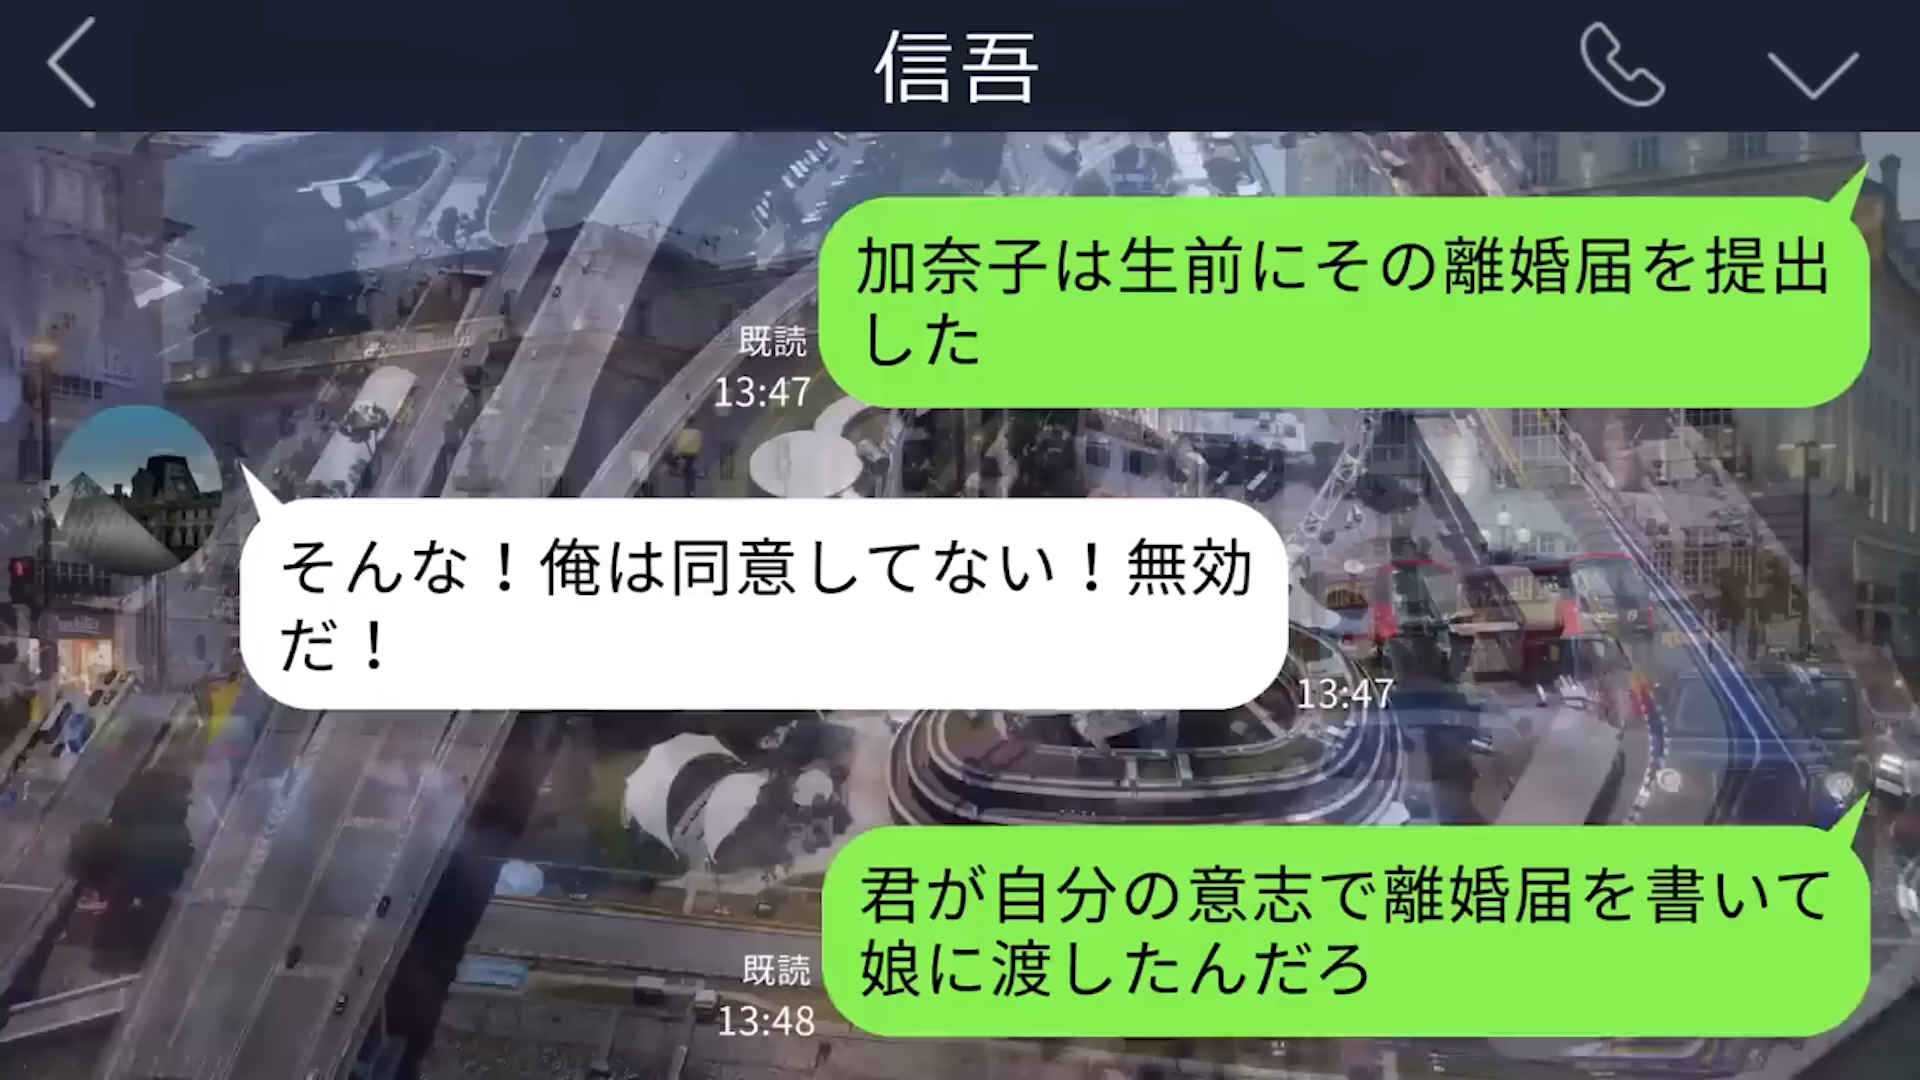 信吾
加奈子は生前にその離婚届を提出
した
既読
13:47
そんな！俺は同意してない！無効
だ！
13:47
君が自分の意志で離婚届を書いて
娘に渡したんだろ
既読
13:48